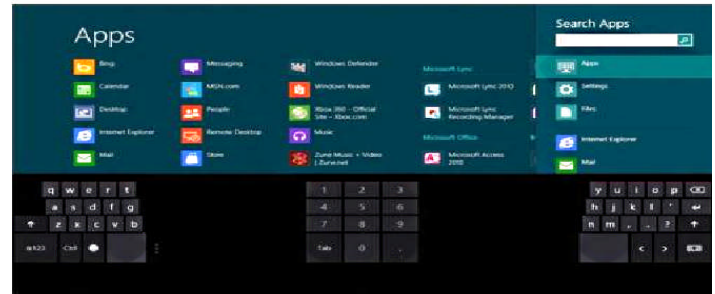 Apps
Search Apps
Bing
Messaging
Windows Defender
Microsoft Lync
Apps
Calendar
MSN.com
Windows Reader
Microsoft Lync 2010
Settings
Desktop
People
Xbox 360 - Official
Site - Xbox.com
Microsoft Lync
Recording Manager
Files
Internet Explorer
Remote Desktop
Music
Microsoft Office
Internet Explorer
Mail
Store
Zune Music + Video
| Zune.net
Microsoft Access
2010
Mail
q w e r t
1 2 3
y u i o p
a s d f g
4 5 6
h j k l '
z x c v b
7 8 9
n m , . ?
&123 Ctrl
Tab 0 .
< >